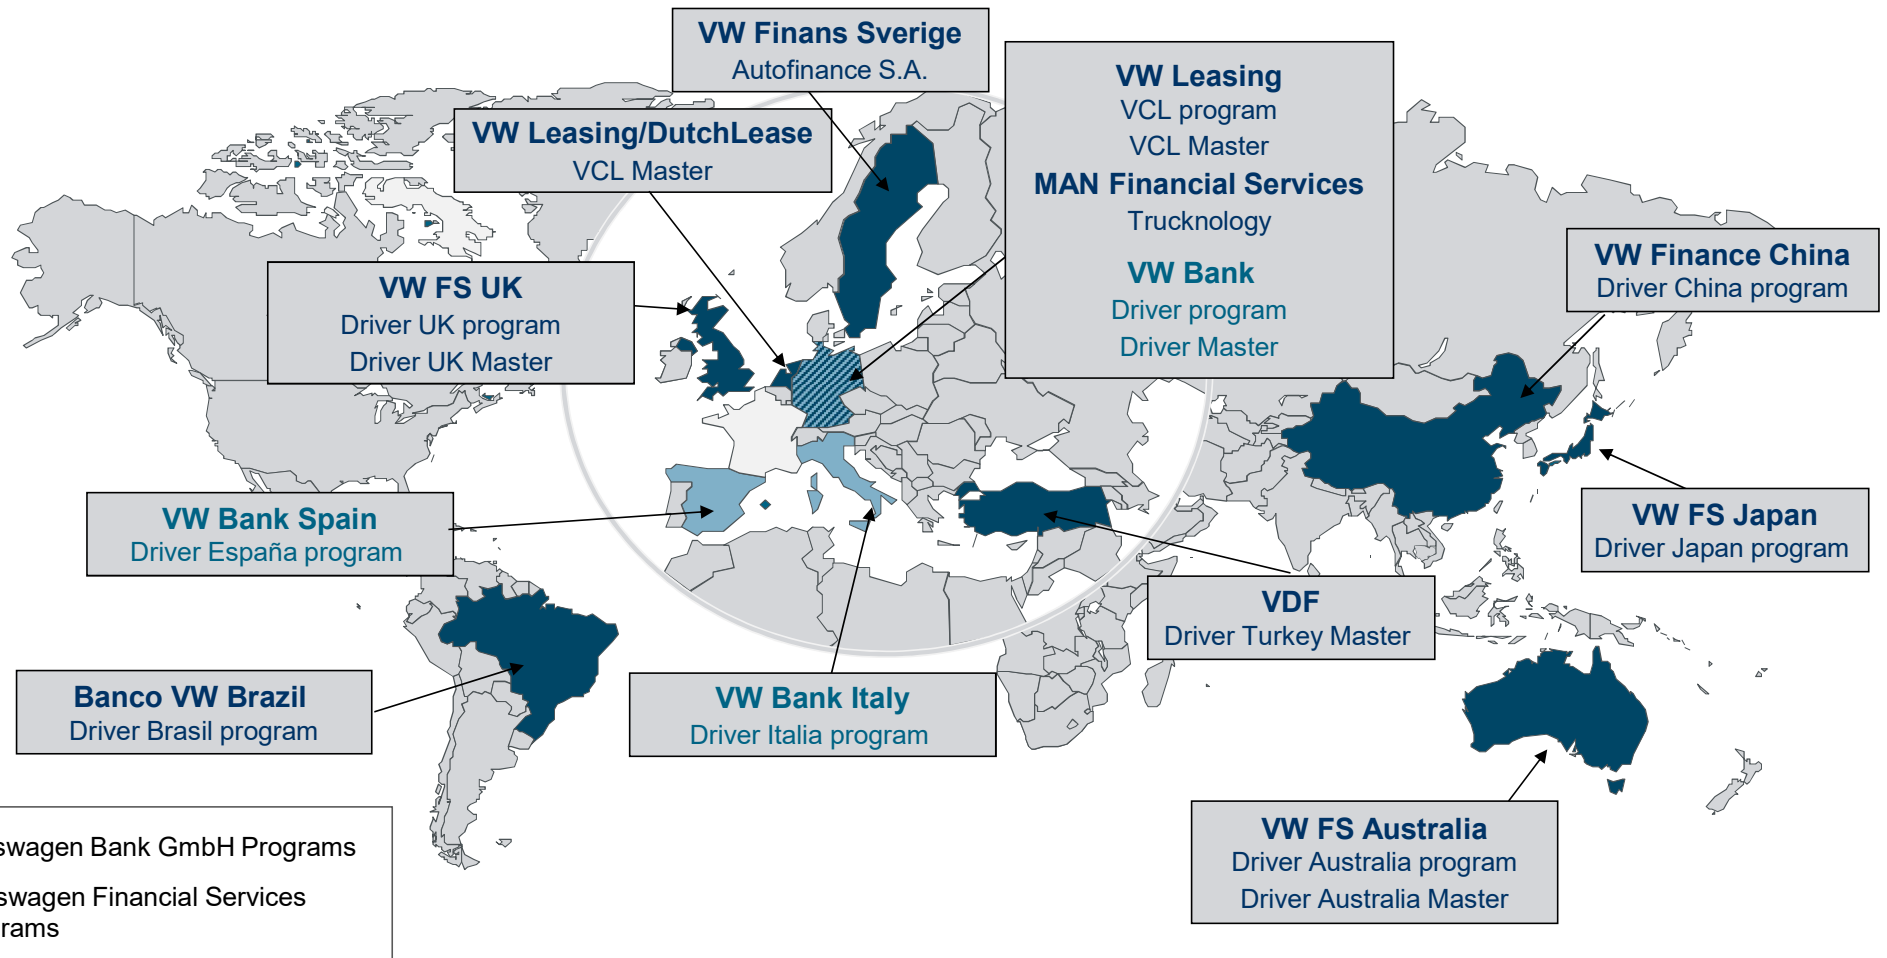 VW Finans Sverige
Autofinance S.A.
VW Leasing/DutchLease
VCL Master
VW Leasing
VCL program
VCL Master
MAN Financial Services
Trucknology
VW Bank
Driver program
Driver Master
VW FS UK
Driver UK program
Driver UK Master
VW Finance China
Driver China program
VW Bank Spain
Driver España program
VW FS Japan
Driver Japan program
VDF
Driver Turkey Master
Banco VW Brazil
Driver Brasil program
VW Bank Italy
Driver Italia program
VW FS Australia
Driver Australia program
Driver Australia Master
swagen Bank GmbH Programs
swagen Financial Services
rams